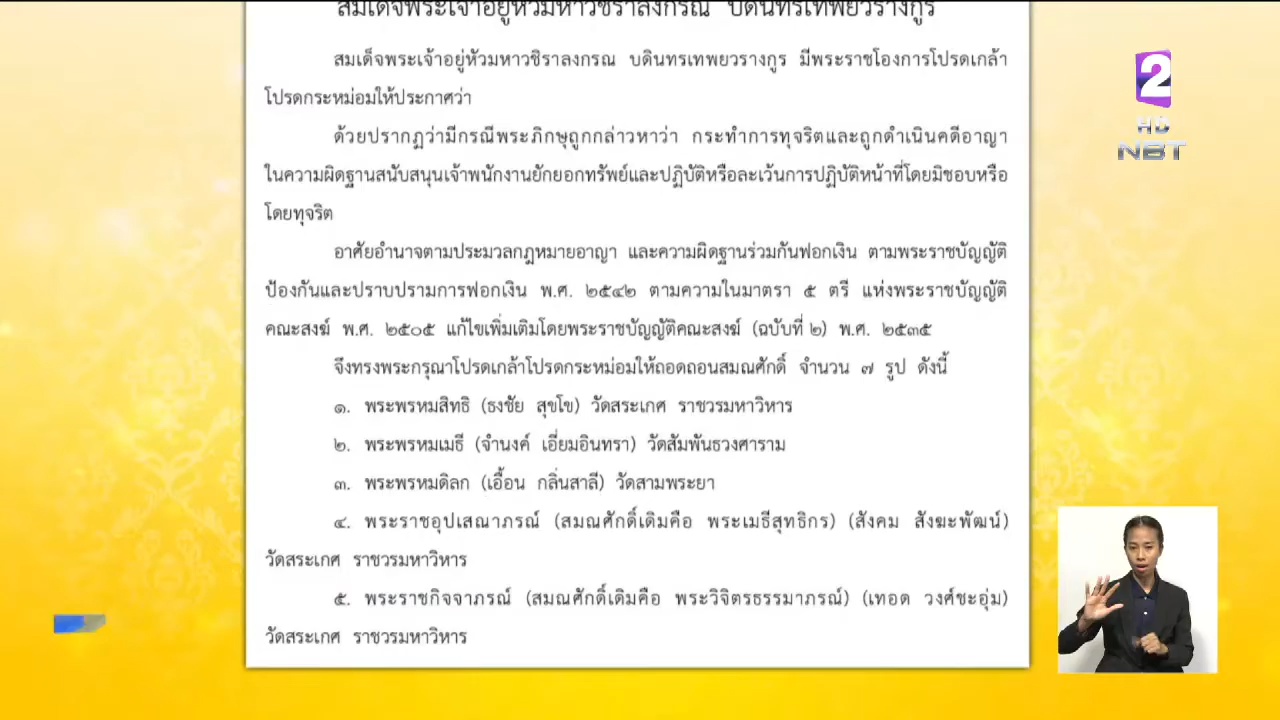 สมเด็จพระเจ้าอยู่หัวมหาวชิราลงกรณ บดินทรเทพยวรางกูร
สมเด็จพระเจ้าอยู่หัวมหาวชิราลงกรณ บดินทรเทพยวรางกูร มีพระราชโองการโปรดเกล้า
โปรดกระหม่อมให้ประกาศว่า
ด้วยปรากฏว่ามีกรณีพระภิกษุถูกกล่าวหาว่า กระทำการทุจริตและถูกดำเนินคดีอาญา
ในความผิดฐานสนับสนุนเจ้าพนักงานยักยอกทรัพย์และปฏิบัติหรือละเว้นการปฏิบัติหน้าที่โดยมิชอบหรือ
โดยทุจริต
อาศัยอำนาจตามประมวลกฎหมายอาญา และความผิดฐานร่วมกันฟอกเงิน ตามพระราชบัญญัติ
ป้องกันและปราบปรามการฟอกเงิน พ.ศ. ๒๕๔๒ ตามความในมาตรา ๕ ตรี แห่งพระราชบัญญัติ
คณะสงฆ์ พ.ศ. ๒๕๐๕ แก้ไขเพิ่มเติมโดยพระราชบัญญัติคณะสงฆ์ (ฉบับที่ ๒) พ.ศ. ๒๕๓๕
จึงทรงพระกรุณาโปรดเกล้าโปรดกระหม่อมให้ถอดถอนสมณศักดิ์ จำนวน ๗ รูป ดังนี้
๑. พระพรหมสิทธิ (ธงชัย สุขโข) วัดสระเกศ ราชวรมหาวิหาร
๒. พระพรหมเมธี (จำนงค์ เอี่ยมอินทรา) วัดสัมพันธวงศาราม
๓. พระพรหมดิลก (เอื้อน กลิ่นสาลี) วัดสามพระยา
๔. พระราชอุปเสณาภรณ์ (สมณศักดิ์เดิมคือ พระเมธีสุทธิกร) (สังคม สังฆะพัฒน์)
วัดสระเกศ ราชวรมหาวิหาร
๕. พระราชกิจจาภรณ์ (สมณศักดิ์เดิมคือ พระวิจิตรธรรมาภรณ์) (เทอด วงศ์ชะอุ่ม)
วัดสระเกศ ราชวรมหาวิหาร
2
HD
NBT